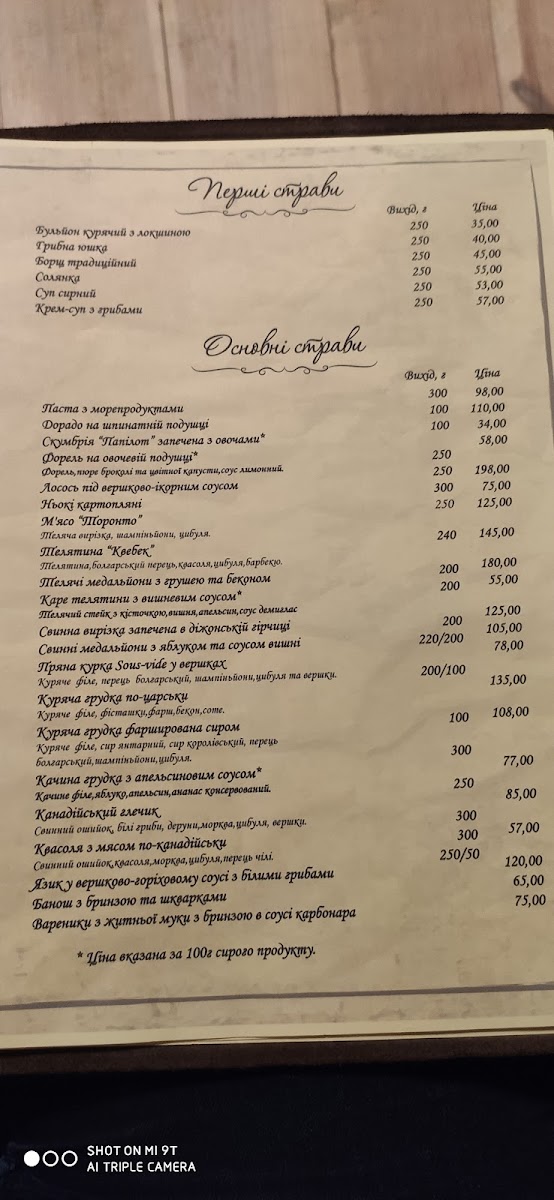 Перші страви
Вихід, г Ціна
Бульйон курячий з локшиною 250 35,00
Грибна юшка 250 40,00
Борщ традиційний 250 45,00
Солянка 250 55,00
Суп сирний 250 53,00
Крем-суп з грибами 250 57,00
Основні страви
Вихід, г Ціна
Паста з морепродуктами 300 98,00
Дорадо на шпинатній подушці 100 110,00
Скумбрія "Папілот" запечена з овочами* 100 34,00
Форель на овочевій подушці* 58,00
Форель,пюре броколі та цвітної капусти,соус лимонний. 250
Лосось під вершково-ікорним соусом 250 198,00
Ньокі картопляні 300 75,00
М'ясо "Торонто" 250 125,00
Теляча вирізка, шампіньйони, цибуля.
Телятина "Квебек" 240 145,00
Телятина,болгарський перець,квасоля,цибуля,барбекю.
Телячі медальйони з грушею та беконом 200 180,00
Каре телятини з вишневим соусом* 200 55,00
Телячий стейк з кісточкою,вишня,апельсин,соус демиглас
Свинна вирізка запечена в діжонській гірчиці 200 125,00
Свинні медальйони з яблуком та соусом вишні 220/200 105,00
Пряна курка Sous-vide у вершках 200/100 78,00
Куряче філе, перець болгарський, шампіньйони,цибуля та вершки.
Куряча грудка по-царськи 135,00
Куряче філе, фісташки,фарш,бекон,соте. 100
Куряча грудка фарширована сиром 108,00
Куряче філе, сир янтарний, сир королівський, перець
болгарський,шампіньйони,цибуля. 300
Качина грудка з апельсиновим соусом* 77,00
Качине філе,яблуко,апельсин,ананас консервований. 250
Канадійський глечик 300 85,00
Свинний ошийок, білі гриби, деруни,морква,цибуля, вершки.
Квасоля з мясом по-канадійськи 300 57,00
Свинний ошийок,квасоля,морква,цибуля,перець чілі.
Язик у вершково-горіховому соусі з білими грибами 250/50 120,00
Банош з бринзою та шкварками 65,00
Вареники з житньої муки з бринзою в соусі карбонара 75,00
* Ціна вказана за 100г сирого продукту.
SHOT ON MI 9T
AI TRIPLE CAMERA